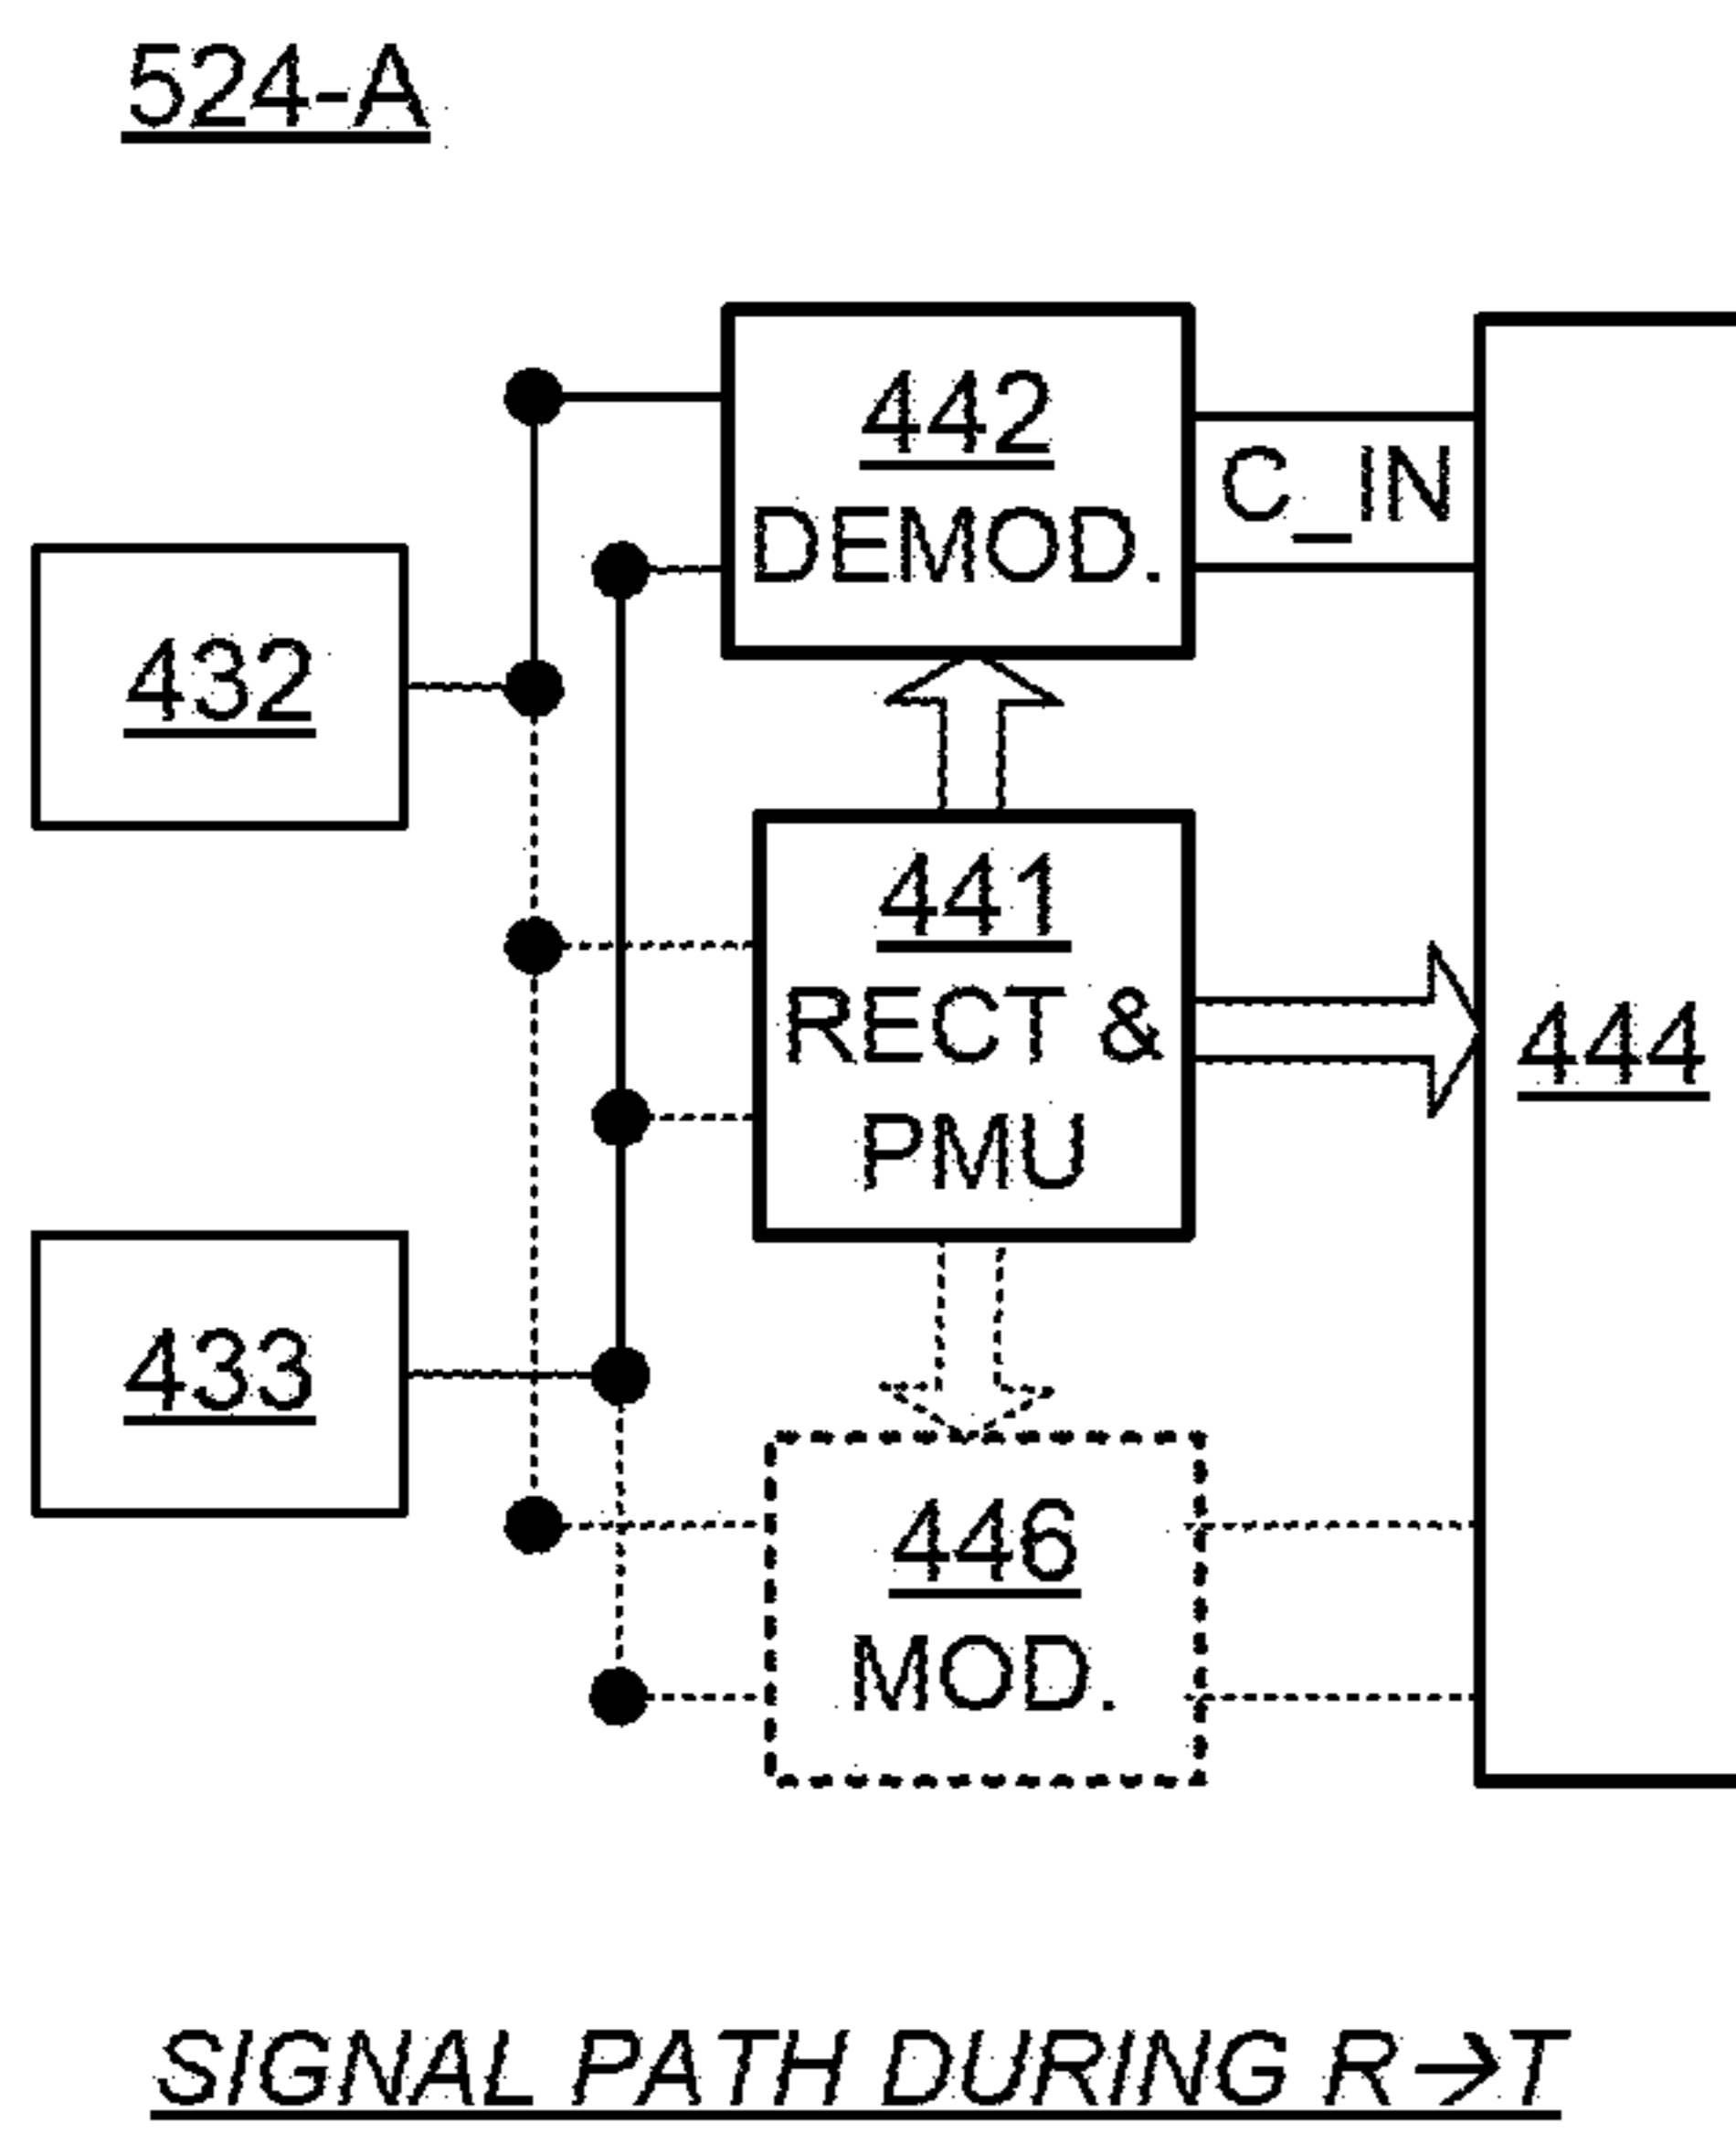 524-A
442
DEMOD.
C_IN
432
441
RECT &
PMU
444
433
446
MOD.
SIGNAL PATH DURING R→T